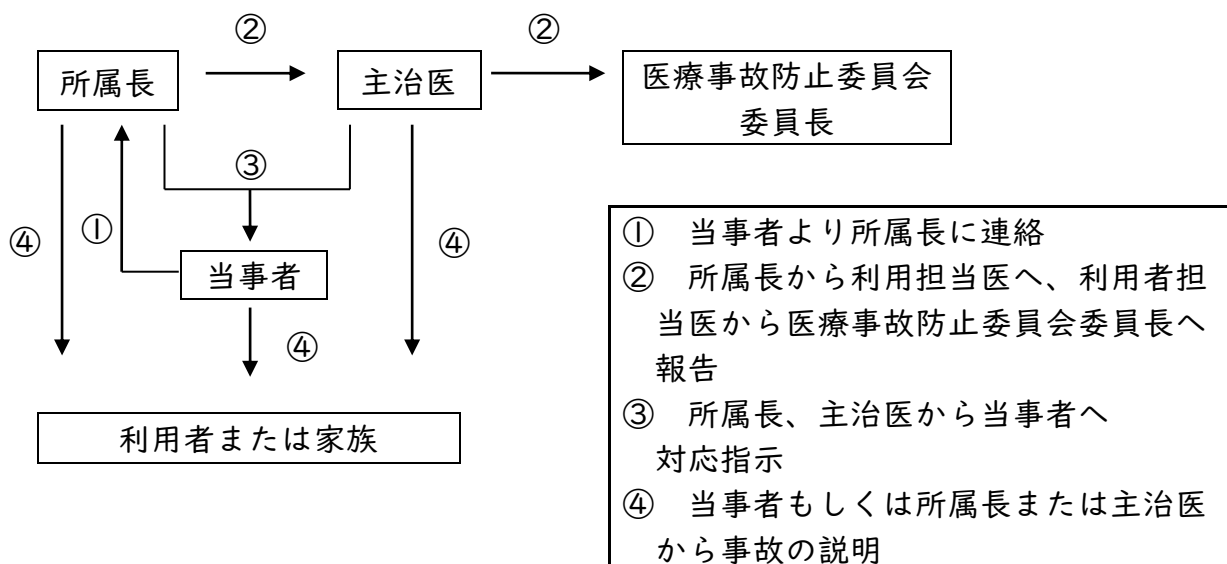 ② ②
所属長 主治医 医療事故防止委員会
委員長
③
④ ① ④
当事者
④
利用者または家族
① 当事者より所属長に連絡
② 所属長から利用担当医へ、利用者担
当医から医療事故防止委員会委員長へ
報告
③ 所属長、主治医から当事者へ
対応指示
④ 当事者もしくは所属長または主治医
から事故の説明